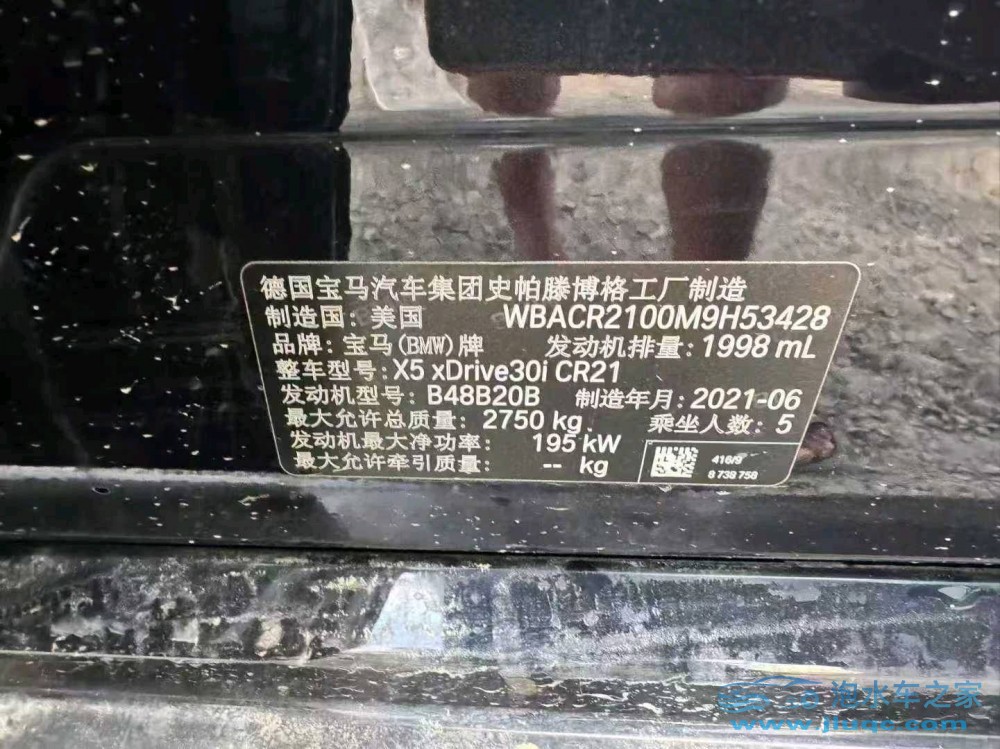 德国宝马汽车集团史帕滕博格工厂制造
制造国: 美国 WBACR2100M9H53428
品牌: 宝马(BMW)牌 发动机排量: 1998 mL
整车型号: X5 xDrive30i CR21
发动机型号: B48B20B 制造年月: 2021-06
最大允许总质量: 2750 kg 乘坐人数: 5
发动机最大净功率: 195 kW
最大允许牵引质量: -- kg
416/9
8 738 758
泡水车之家
www.jluqc.com